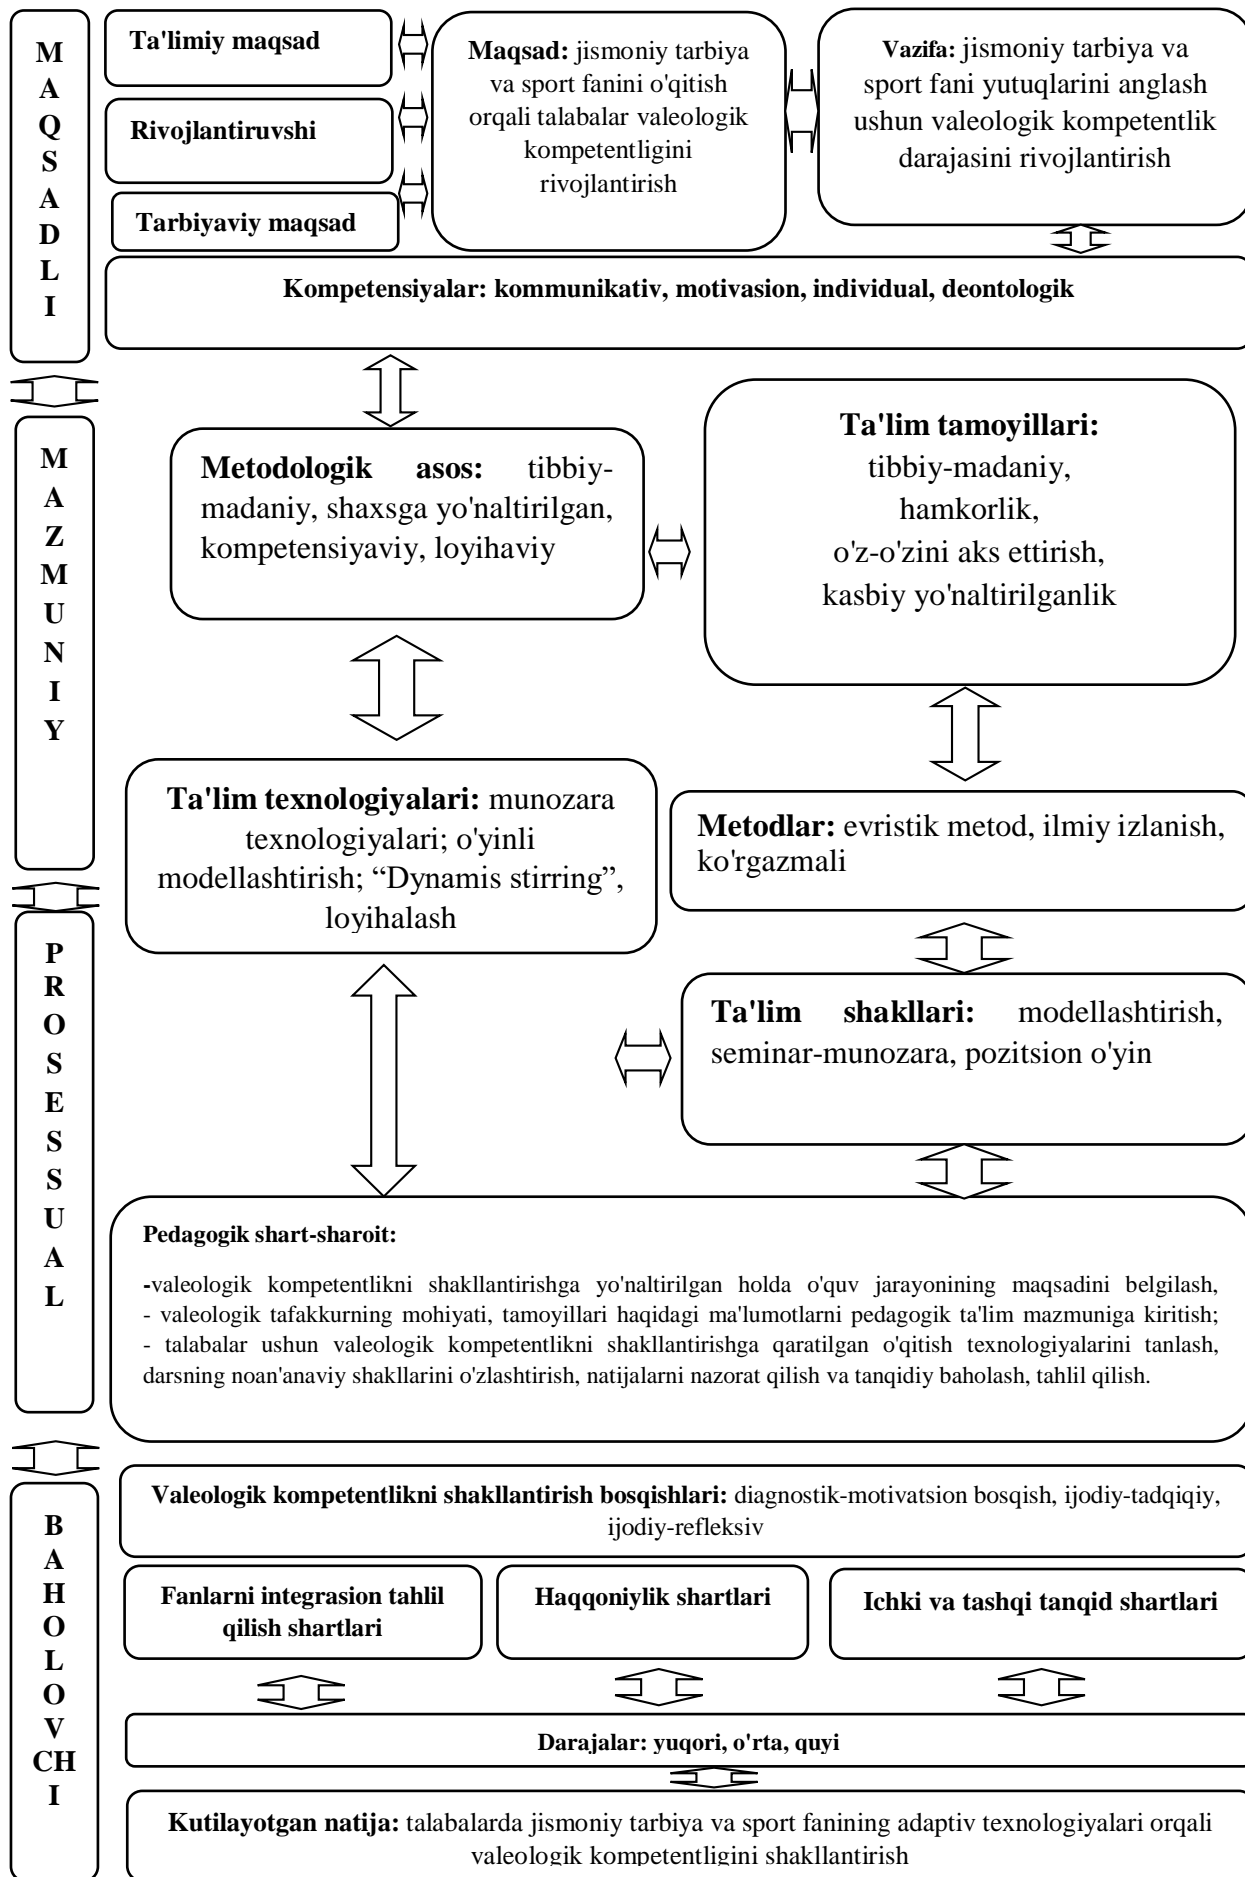 M
A
Q
S
A
D
L
I
Ta'limiy maqsad
Rivojlantiruvshi
Tarbiyaviy maqsad
Maqsad: jismoniy tarbiya
va sport fanini o'qitish
orqali talabalar valeologik
kompetentligini
rivojlantirish
Vazifa: jismoniy tarbiya va
sport fani yutuqlarini anglash
ushun valeologik kompetentlik
darajasini rivojlantirish
Kompetensiyalar: kommunikativ, motivasion, individual, deontologik
M
A
Z
M
U
N
I
Y
Metodologik asos: tibbiy-
madaniy, shaxsga yo'naltirilgan,
kompetensiyaviy, loyihaviy
Ta'lim tamoyillari:
tibbiy-madaniy,
hamkorlik,
o'z-o'zini aks ettirish,
kasbiy yo'naltirilganlik
Ta'lim texnologiyalari: munozara
texnologiyalari; o'yinli
modellashtirish; “Dynamis stirring”,
loyihalash
Metodlar: evristik metod, ilmiy izlanish,
ko'rgazmali
P
R
O
S
E
S
S
U
A
L
Ta'lim shakllari: modellashtirish,
seminar-munozara, pozitsion o'yin
Pedagogik shart-sharoit:
-valeologik kompetentlikni shakllantirishga yo'naltirilgan holda o'quv jarayonining maqsadini belgilash,
- valeologik tafakkurning mohiyati, tamoyillari haqidagi ma'lumotlarni pedagogik ta'lim mazmuniga kiritish;
- talabalar ushun valeologik kompetentlikni shakllantirishga qaratilgan o'qitish texnologiyalarini tanlash,
darsning noan'anaviy shakllarini o'zlashtirish, natijalarni nazorat qilish va tanqidiy baholash, tahlil qilish.
B
A
H
O
L
O
V
CH
I
Valeologik kompetentlikni shakllantirish bosqishlari: diagnostik-motivatsion bosqish, ijodiy-tadqiqiy,
ijodiy-refleksiv
Fanlarni integrasion tahlil
qilish shartlari
Haqqoniylik shartlari
Ichki va tashqi tanqid shartlari
Darajalar: yuqori, o'rta, quyi
Kutilayotgan natija: talabalarda jismoniy tarbiya va sport fanining adaptiv texnologiyalari orqali
valeologik kompetentligini shakllantirish